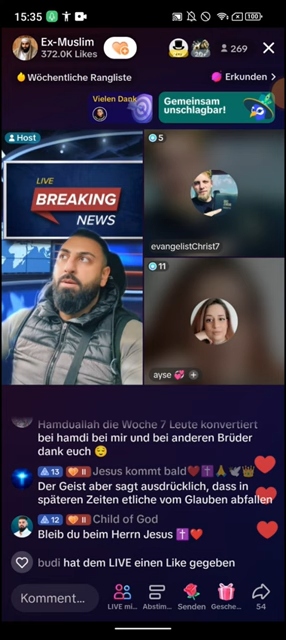 15:35
100
Ex-Muslim
372.0K Likes
269
Wöchentliche Rangliste
Erkunden >
Vielen Dank
Gemeinsam
unschlagbar!
Host
5
LIVE
BREAKING
NEWS
evangelistChrist7
11
ayse 💞 +
Hamduallah die Woche 7 Leute konvertiert
bei hamdi bei mir und bei anderen Brüder
dank euch 😌
13 II Jesus kommt bald❤️✝️🙏🕊️👑
Der Geist aber sagt ausdrücklich, dass in
späteren Zeiten etliche vom Glauben abfallen
12 II Child of God
Bleib du beim Herrn Jesus ✝️❤️
budi hat dem LIVE einen Like gegeben
Komment...
LIVE mi...
Abstim...
Senden
Gesche...
54